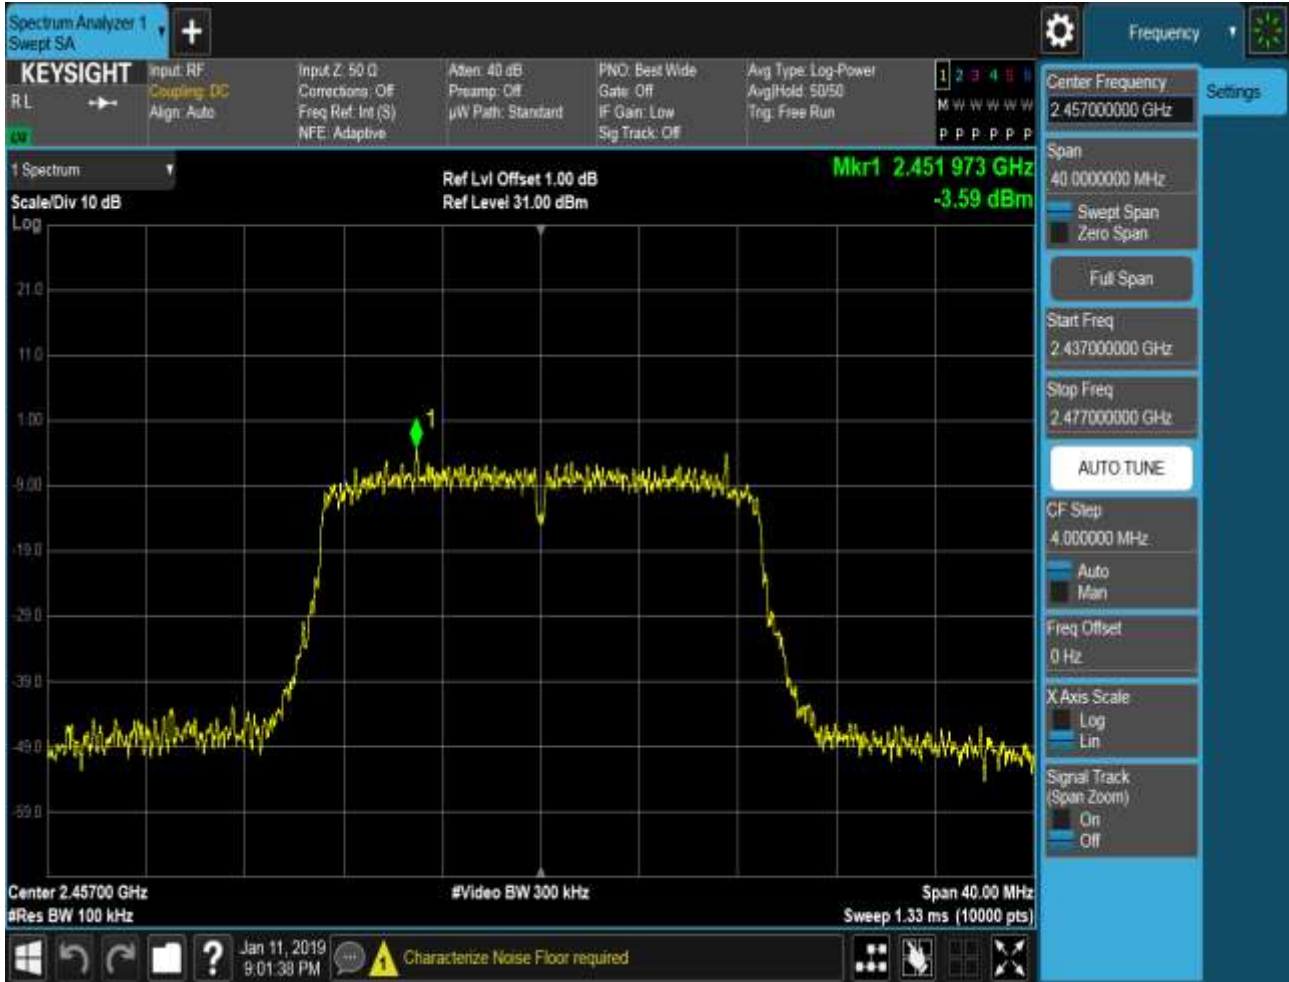 Spectrum Analyzer 1
Swept SA
Frequency
KEYSIGHT
RL
Input: RF
Coupling: DC
Align: Auto
Input Z: 50 Ω
Corrections: Off
Freq Ref: Int (S)
NFE: Adaptive
Atten: 40 dB
Preamp: Off
µW Path: Standard
PNO: Best Wide
Gate: Off
IF Gain: Low
Sig Track: Off
Avg Type: Log-Power
Avg|Hold: 50/50
Trig: Free Run
1 2 3 4 5 6
M W W W W W
P P P P P P
1 Spectrum
Scale/Div 10 dB
Log
Ref Lvl Offset 1.00 dB
Ref Level 31.00 dBm
Mkr1 2.451 973 GHz
-3.59 dBm
21.0
11.0
1.00
-9.00
-19.0
-29.0
-39.0
-49.0
-59.0
1
Center 2.45700 GHz
#Res BW 100 kHz
#Video BW 300 kHz
Span 40.00 MHz
Sweep 1.33 ms (10000 pts)
Center Frequency
2.457000000 GHz
Settings
Span
40.0000000 MHz
Swept Span
Zero Span
Full Span
Start Freq
2.437000000 GHz
Stop Freq
2.477000000 GHz
AUTO TUNE
CF Step
4.000000 MHz
Auto
Man
Freq Offset
0 Hz
X Axis Scale
Log
Lin
Signal Track
(Span Zoom)
On
Off
?
Jan 11, 2019
9:01:38 PM
1
Characterize Noise Floor required